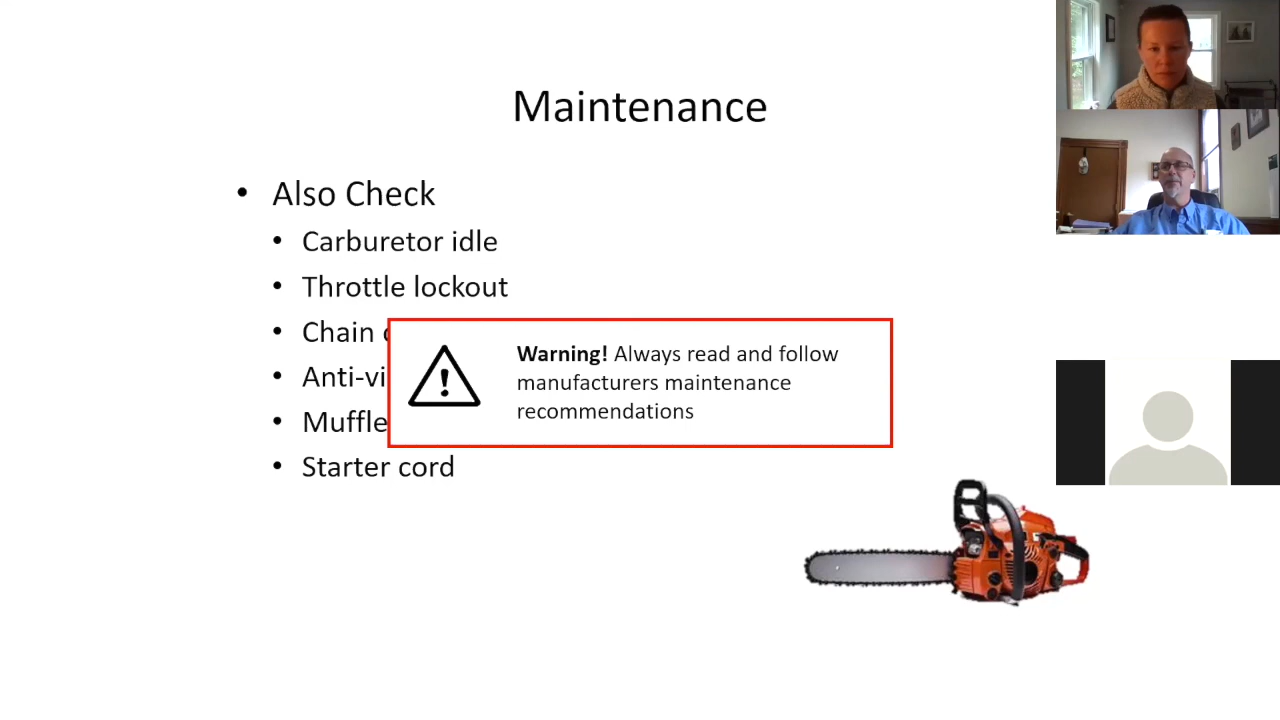 Maintenance
• Also Check
• Carburetor idle
• Throttle lockout
• Chain
• Anti-vi
• Muffle
• Starter cord
Warning! Always read and follow
manufacturers maintenance
recommendations